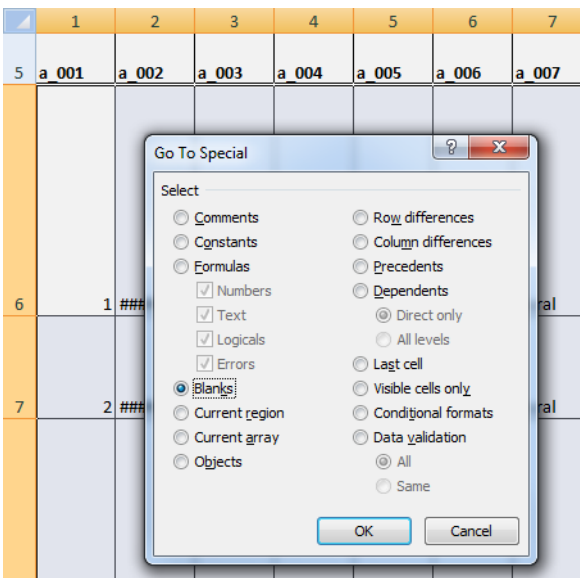 1 2 3 4 5 6 7
5 a_001 a_002 a_003 a_004 a_005 a_006 a_007
Go To Special
Select
Comments
Constants
Formulas
Numbers
Text
Logicals
Errors
Blanks
Current region
Current array
Objects
Row differences
Column differences
Precedents
Dependents
Direct only
All levels
Last cell
Visible cells only
Conditional formats
Data validation
All
Same
OK Cancel
6 1 ### ral
7 2 ### ral